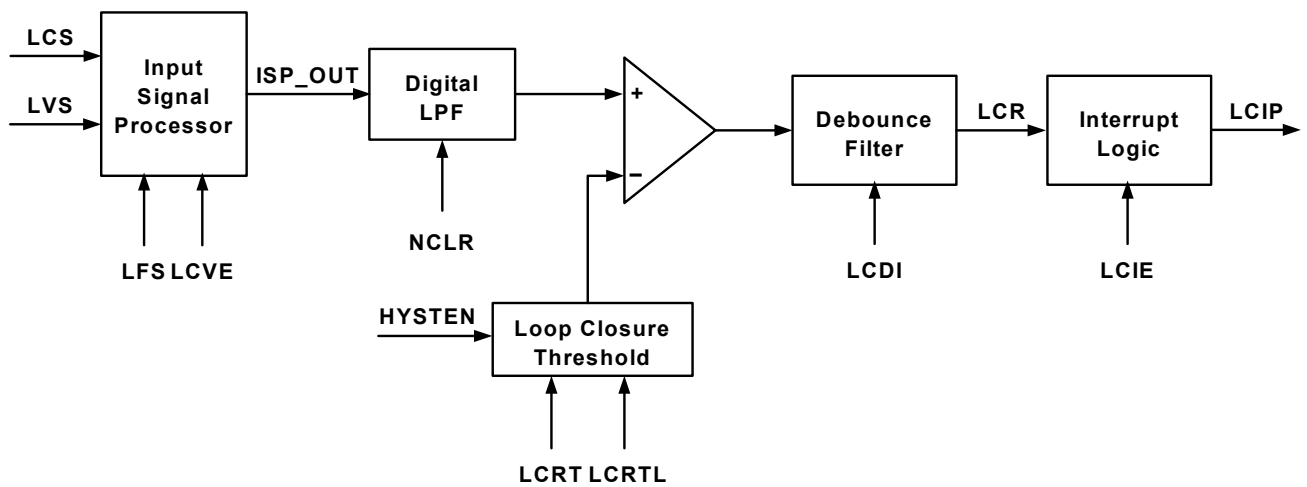 LCS
LVS
Input
Signal
Processor
LFS
LCVE
ISP_OUT
Digital
LPF
NCLR
+
−
HYSTEN
Loop Closure
Threshold
LCRT
LCRTL
Debounce
Filter
LCDI
LCR
Interrupt
Logic
LCIE
LCIP